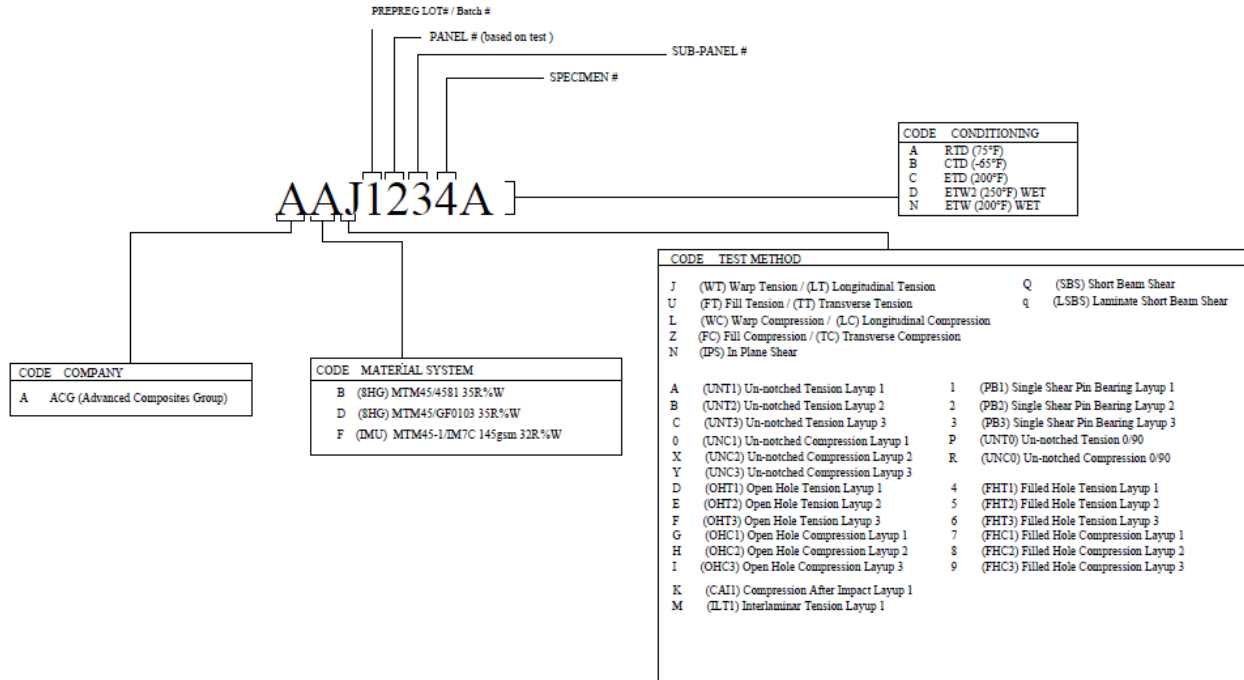 PREPREG LOT# / Batch #
PANEL # (based on test )
SUB-PANEL #
SPECIMEN #
AAJ1234A
CODE CONDITIONING
A RTD (75°F)
B CTD (-65°F)
C ETD (200°F)
D ETW2 (250°F) WET
N ETW (200°F) WET
CODE COMPANY
A ACG (Advanced Composites Group)
CODE MATERIAL SYSTEM
B (8HG) MTM45/4581 35R%W
D (8HG) MTM45/GF0103 35R%W
F (IMU) MTM45-1/IM7C 145gsm 32R%W
CODE TEST METHOD
J (WT) Warp Tension / (LT) Longitudinal Tension
U (FT) Fill Tension / (TT) Transverse Tension
L (WC) Warp Compression / (LC) Longitudinal Compression
Z (FC) Fill Compression / (TC) Transverse Compression
N (IPS) In Plane Shear
Q (SBS) Short Beam Shear
q (LSBS) Laminate Short Beam Shear
A (UNT1) Un-notched Tension Layup 1
B (UNT2) Un-notched Tension Layup 2
C (UNT3) Un-notched Tension Layup 3
0 (UNC1) Un-notched Compression Layup 1
X (UNC2) Un-notched Compression Layup 2
Y (UNC3) Un-notched Compression Layup 3
D (OHT1) Open Hole Tension Layup 1
E (OHT2) Open Hole Tension Layup 2
F (OHT3) Open Hole Tension Layup 3
G (OHC1) Open Hole Compression Layup 1
H (OHC2) Open Hole Compression Layup 2
I (OHC3) Open Hole Compression Layup 3
K (CAI1) Compression After Impact Layup 1
M (ILT1) Interlaminar Tension Layup 1
1 (PB1) Single Shear Pin Bearing Layup 1
2 (PB2) Single Shear Pin Bearing Layup 2
3 (PB3) Single Shear Pin Bearing Layup 3
P (UNT0) Un-notched Tension 0/90
R (UNC0) Un-notched Compression 0/90
4 (FHT1) Filled Hole Tension Layup 1
5 (FHT2) Filled Hole Tension Layup 2
6 (FHT3) Filled Hole Tension Layup 3
7 (FHC1) Filled Hole Compression Layup 1
8 (FHC2) Filled Hole Compression Layup 2
9 (FHC3) Filled Hole Compression Layup 3